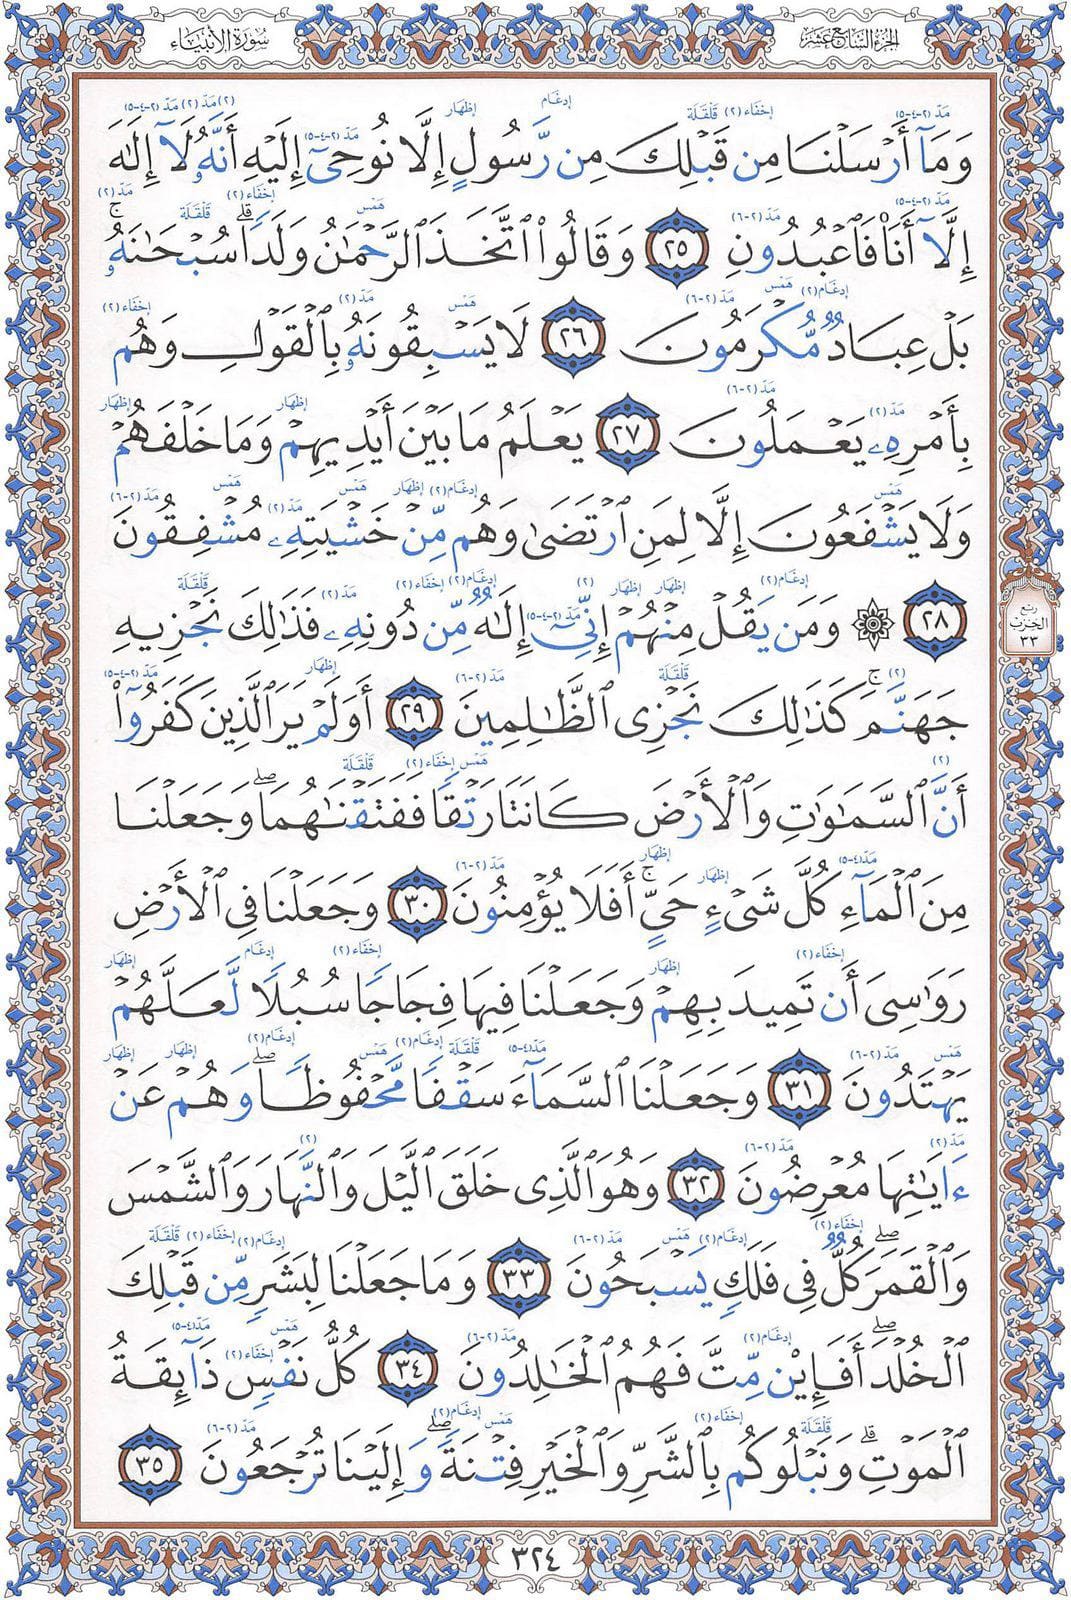 الجزء السابع عشر
سورة الأنبياء
وَمَآ أَرْسَلْنَا مِن قَبْلِكَ مِن رَّسُولٍ إِلَّا نُوحِىٓ إِلَيْهِ أَنَّهُۥ لَآ إِلَٰهَ
إِلَّآ أَنَا۠ فَٱعْبُدُونِ ٢٥ وَقَالُوا۟ ٱتَّخَذَ ٱلرَّحْمَٰنُ وَلَدًا ۗ سُبْحَٰنَهُۥ ۚ
بَلْ عِبَادٌ مُّكْرَمُونَ ٢٦ لَا يَسْبِقُونَهُۥ بِٱلْقَوْلِ وَهُم
بِأَمْرِهِۦ يَعْمَلُونَ ٢٧ يَعْلَمُ مَا بَيْنَ أَيْدِيهِمْ وَمَا خَلْفَهُمْ
وَلَا يَشْفَعُونَ إِلَّا لِمَنِ ٱرْتَضَىٰ وَهُم مِّنْ خَشْيَتِهِۦ مُشْفِقُونَ
٢٨ ۞ وَمَن يَقُلْ مِنْهُمْ إِنِّىٓ إِلَٰهٌ مِّن دُونِهِۦ فَذَٰلِكَ نَجْزِيهِ
جَهَنَّمَ ۚ كَذَٰلِكَ نَجْزِى ٱلظَّٰلِمِينَ ٢٩ أَوَلَمْ يَرَ ٱلَّذِينَ كَفَرُوٓا۟
أَنَّ ٱلسَّمَٰوَٰتِ وَٱلْأَرْضَ كَانَتَا رَتْقًا فَفَتَقْنَٰهُمَا ۖ وَجَعَلْنَا
مِنَ ٱلْمَآءِ كُلَّ شَىْءٍ حَىٍّ ۚ أَفَلَا يُؤْمِنُونَ ٣٠ وَجَعَلْنَا فِى ٱلْأَرْضِ
رَوَٰسِىَ أَن تَمِيدَ بِهِمْ وَجَعَلْنَا فِيهَا فِجَاجًا سُبُلًا لَّعَلَّهُمْ
يَهْتَدُونَ ٣١ وَجَعَلْنَا ٱلسَّمَآءَ سَقْفًا مَّحْفُوظًا ۖ وَهُمْ عَنْ
ءَايَٰتِهَا مُعْرِضُونَ ٣٢ وَهُوَ ٱلَّذِى خَلَقَ ٱلَّيْلَ وَٱلنَّهَارَ وَٱلشَّمْسَ
وَٱلْقَمَرَ ۖ كُلٌّ فِى فَلَكٍ يَسْبَحُونَ ٣٣ وَمَا جَعَلْنَا لِبَشَرٍ مِّن قَبْلِكَ
ٱلْخُلْدَ ۖ أَفَإِي۟ن مِّتَّ فَهُمُ ٱلْخَٰلِدُونَ ٣٤ كُلُّ نَفْسٍ ذَآئِقَةُ
ٱلْمَوْتِ ۗ وَنَبْلُوكُم بِٱلشَّرِّ وَٱلْخَيْرِ فِتْنَةً ۖ وَإِلَيْنَا تُرْجَعُونَ ٣٥
ربع
الحزب
٣٣
٣٢٤